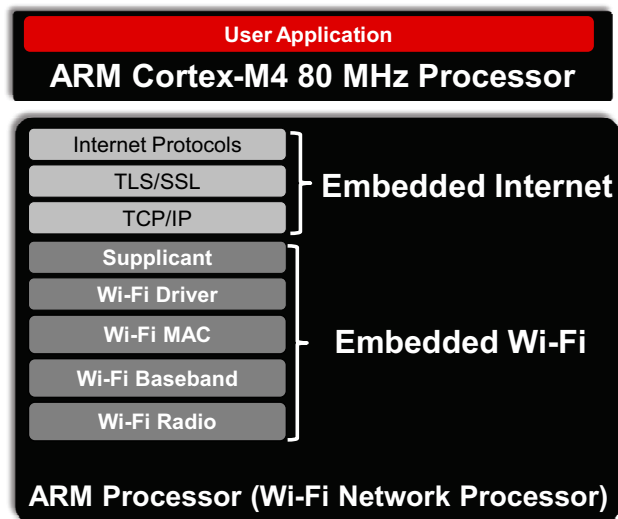 User Application
ARM Cortex-M4 80 MHz Processor
Internet Protocols
TLS/SSL
TCP/IP
Embedded Internet
Supplicant
Wi-Fi Driver
Wi-Fi MAC
Wi-Fi Baseband
Wi-Fi Radio
Embedded Wi-Fi
ARM Processor (Wi-Fi Network Processor)